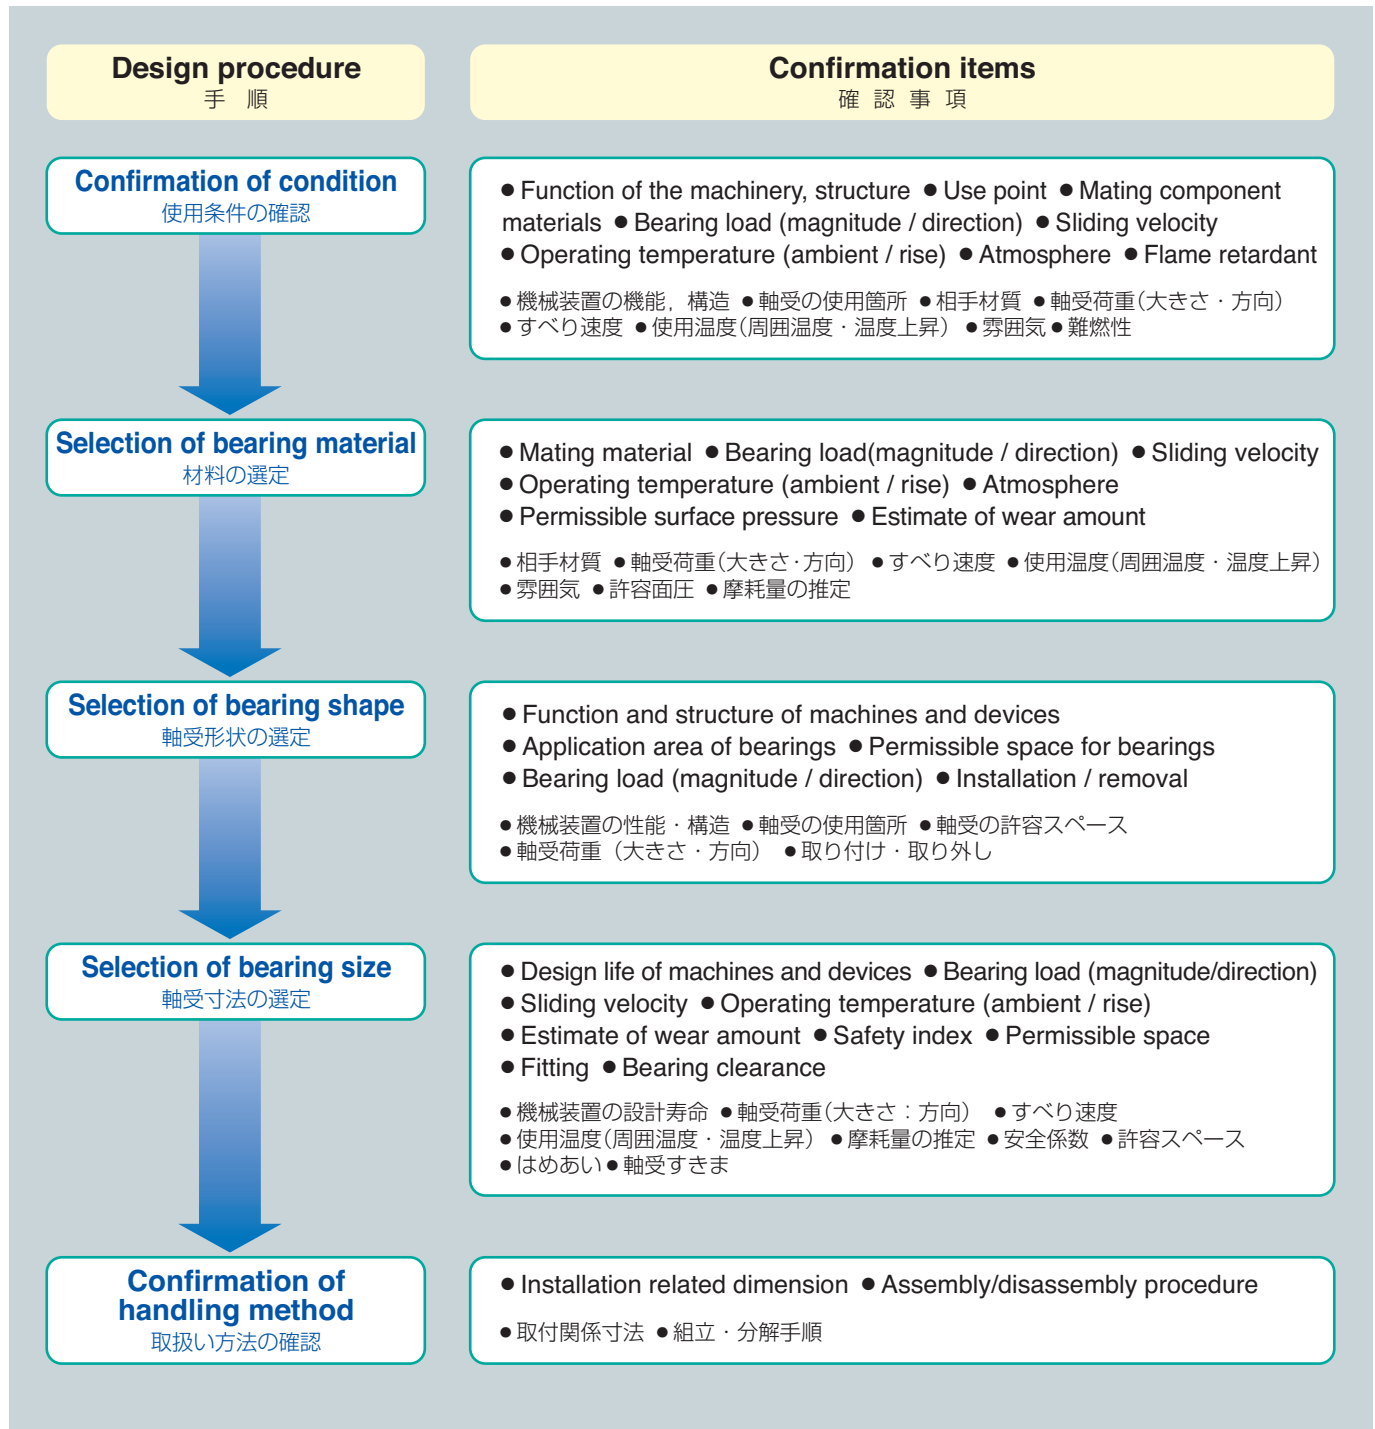 Design procedure
手　順
Confirmation items
確 認 事 項
Confirmation of condition
使用条件の確認
● Function of the machinery, structure ● Use point ● Mating component
materials ● Bearing load (magnitude / direction) ● Sliding velocity
● Operating temperature (ambient / rise) ● Atmosphere ● Flame retardant
● 機械装置の機能，構造 ● 軸受の使用箇所 ● 相手材質 ● 軸受荷重（大きさ・方向）
● すべり速度 ● 使用温度（周囲温度・温度上昇） ● 雰囲気 ● 難燃性
Selection of bearing material
材料の選定
● Mating material ● Bearing load(magnitude / direction) ● Sliding velocity
● Operating temperature (ambient / rise) ● Atmosphere
● Permissible surface pressure ● Estimate of wear amount
● 相手材質 ● 軸受荷重（大きさ・方向） ● すべり速度 ● 使用温度（周囲温度・温度上昇）
● 雰囲気 ● 許容面圧 ● 摩耗量の推定
Selection of bearing shape
軸受形状の選定
● Function and structure of machines and devices
● Application area of bearings ● Permissible space for bearings
● Bearing load (magnitude / direction) ● Installation / removal
● 機械装置の性能・構造 ● 軸受の使用箇所 ● 軸受の許容スペース
● 軸受荷重（大きさ・方向） ● 取り付け・取り外し
Selection of bearing size
軸受寸法の選定
● Design life of machines and devices ● Bearing load (magnitude/direction)
● Sliding velocity ● Operating temperature (ambient / rise)
● Estimate of wear amount ● Safety index ● Permissible space
● Fitting ● Bearing clearance
● 機械装置の設計寿命 ● 軸受荷重（大きさ：方向） ● すべり速度
● 使用温度（周囲温度・温度上昇） ● 摩耗量の推定 ● 安全係数 ● 許容スペース
● はめあい ● 軸受すきま
Confirmation of
handling method
取扱い方法の確認
● Installation related dimension ● Assembly/disassembly procedure
● 取付関係寸法 ● 組立・分解手順